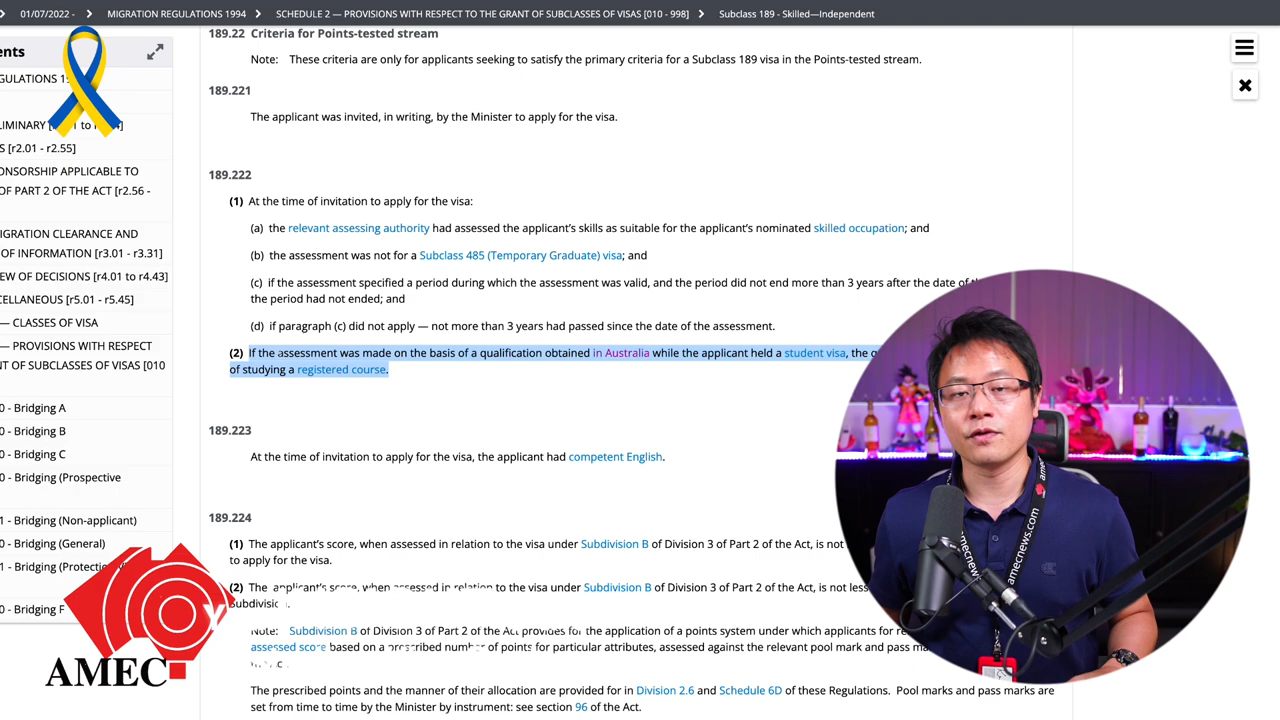 01/07/2022 - > MIGRATION REGULATIONS 1994 > SCHEDULE 2 — PROVISIONS WITH RESPECT TO THE GRANT OF SUBCLASSES OF VISAS [010 - 998] > Subclass 189 - Skilled—Independent
ents
GULATIONS
LIMINARY
S [r2.01 - r2.55]
ONSORSHIP APPLICABLE TO
OF PART 2 OF THE ACT [r2.56 -
IGRATION CLEARANCE AND
OF INFORMATION [r3.01 - r3.31]
EW OF DECISIONS [r4.01 to r4.43]
CELLANEOUS [r5.01 - r5.45]
— CLASSES OF VISA
— PROVISIONS WITH RESPECT
NT OF SUBCLASSES OF VISAS [010
0 - Bridging A
0 - Bridging B
0 - Bridging C
0 - Bridging (Prospective
1 - Bridging (Non-applicant)
0 - Bridging (General)
1 - Bridging
0 - Bridging F
189.22 Criteria for Points-tested stream
Note: These criteria are only for applicants seeking to satisfy the primary criteria for a Subclass 189 visa in the Points-tested stream.
189.221
The applicant was invited, in writing, by the Minister to apply for the visa.
189.222
(1) At the time of invitation to apply for the visa:
(a) the relevant assessing authority had assessed the applicant's skills as suitable for the applicant's nominated skilled occupation; and
(b) the assessment was not for a Subclass 485 (Temporary Graduate) visa; and
(c) if the assessment specified a period during which the assessment was valid, and the period did not end more than 3 years after the date of
the period had not ended; and
(d) if paragraph (c) did not apply — not more than 3 years had passed since the date of the assessment.
(2) If the assessment was made on the basis of a qualification obtained in Australia while the applicant held a student visa, the
of studying a registered course.
189.223
At the time of invitation to apply for the visa, the applicant had competent English.
189.224
(1) The applicant's score, when assessed in relation to the visa under Subdivision B of Division 3 of Part 2 of the Act, is not
to apply for the visa.
(2) The applicant's score, when assessed in relation to the visa under Subdivision B of Division 3 of Part 2 of the Act, is not less
Note: Subdivision B of Division 3 of Part 2 of the Act provides for the application of a points system under which applicants for
assessed score based on a prescribed number of points for particular attributes, assessed against the relevant pool mark and pass
The prescribed points and the manner of their allocation are provided for in Division 2.6 and Schedule 6D of these Regulations. Pool marks and pass marks are
set from time to time by the Minister by instrument: see section 96 of the Act.
AMEC
amecnews.com